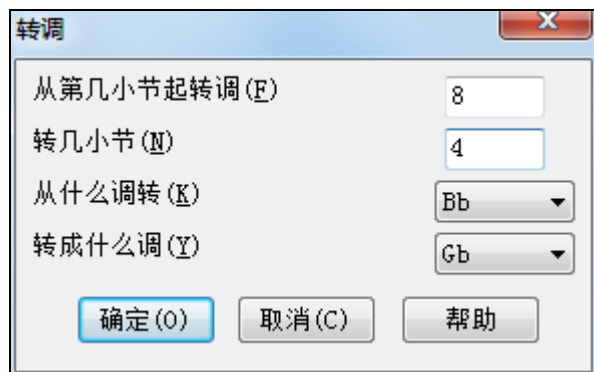 转调
从第几小节起转调(F) 8
转几小节(N) 4
从什么调转(K) Bb
转成什么调(Y) Gb
确定(O) 取消(C) 帮助